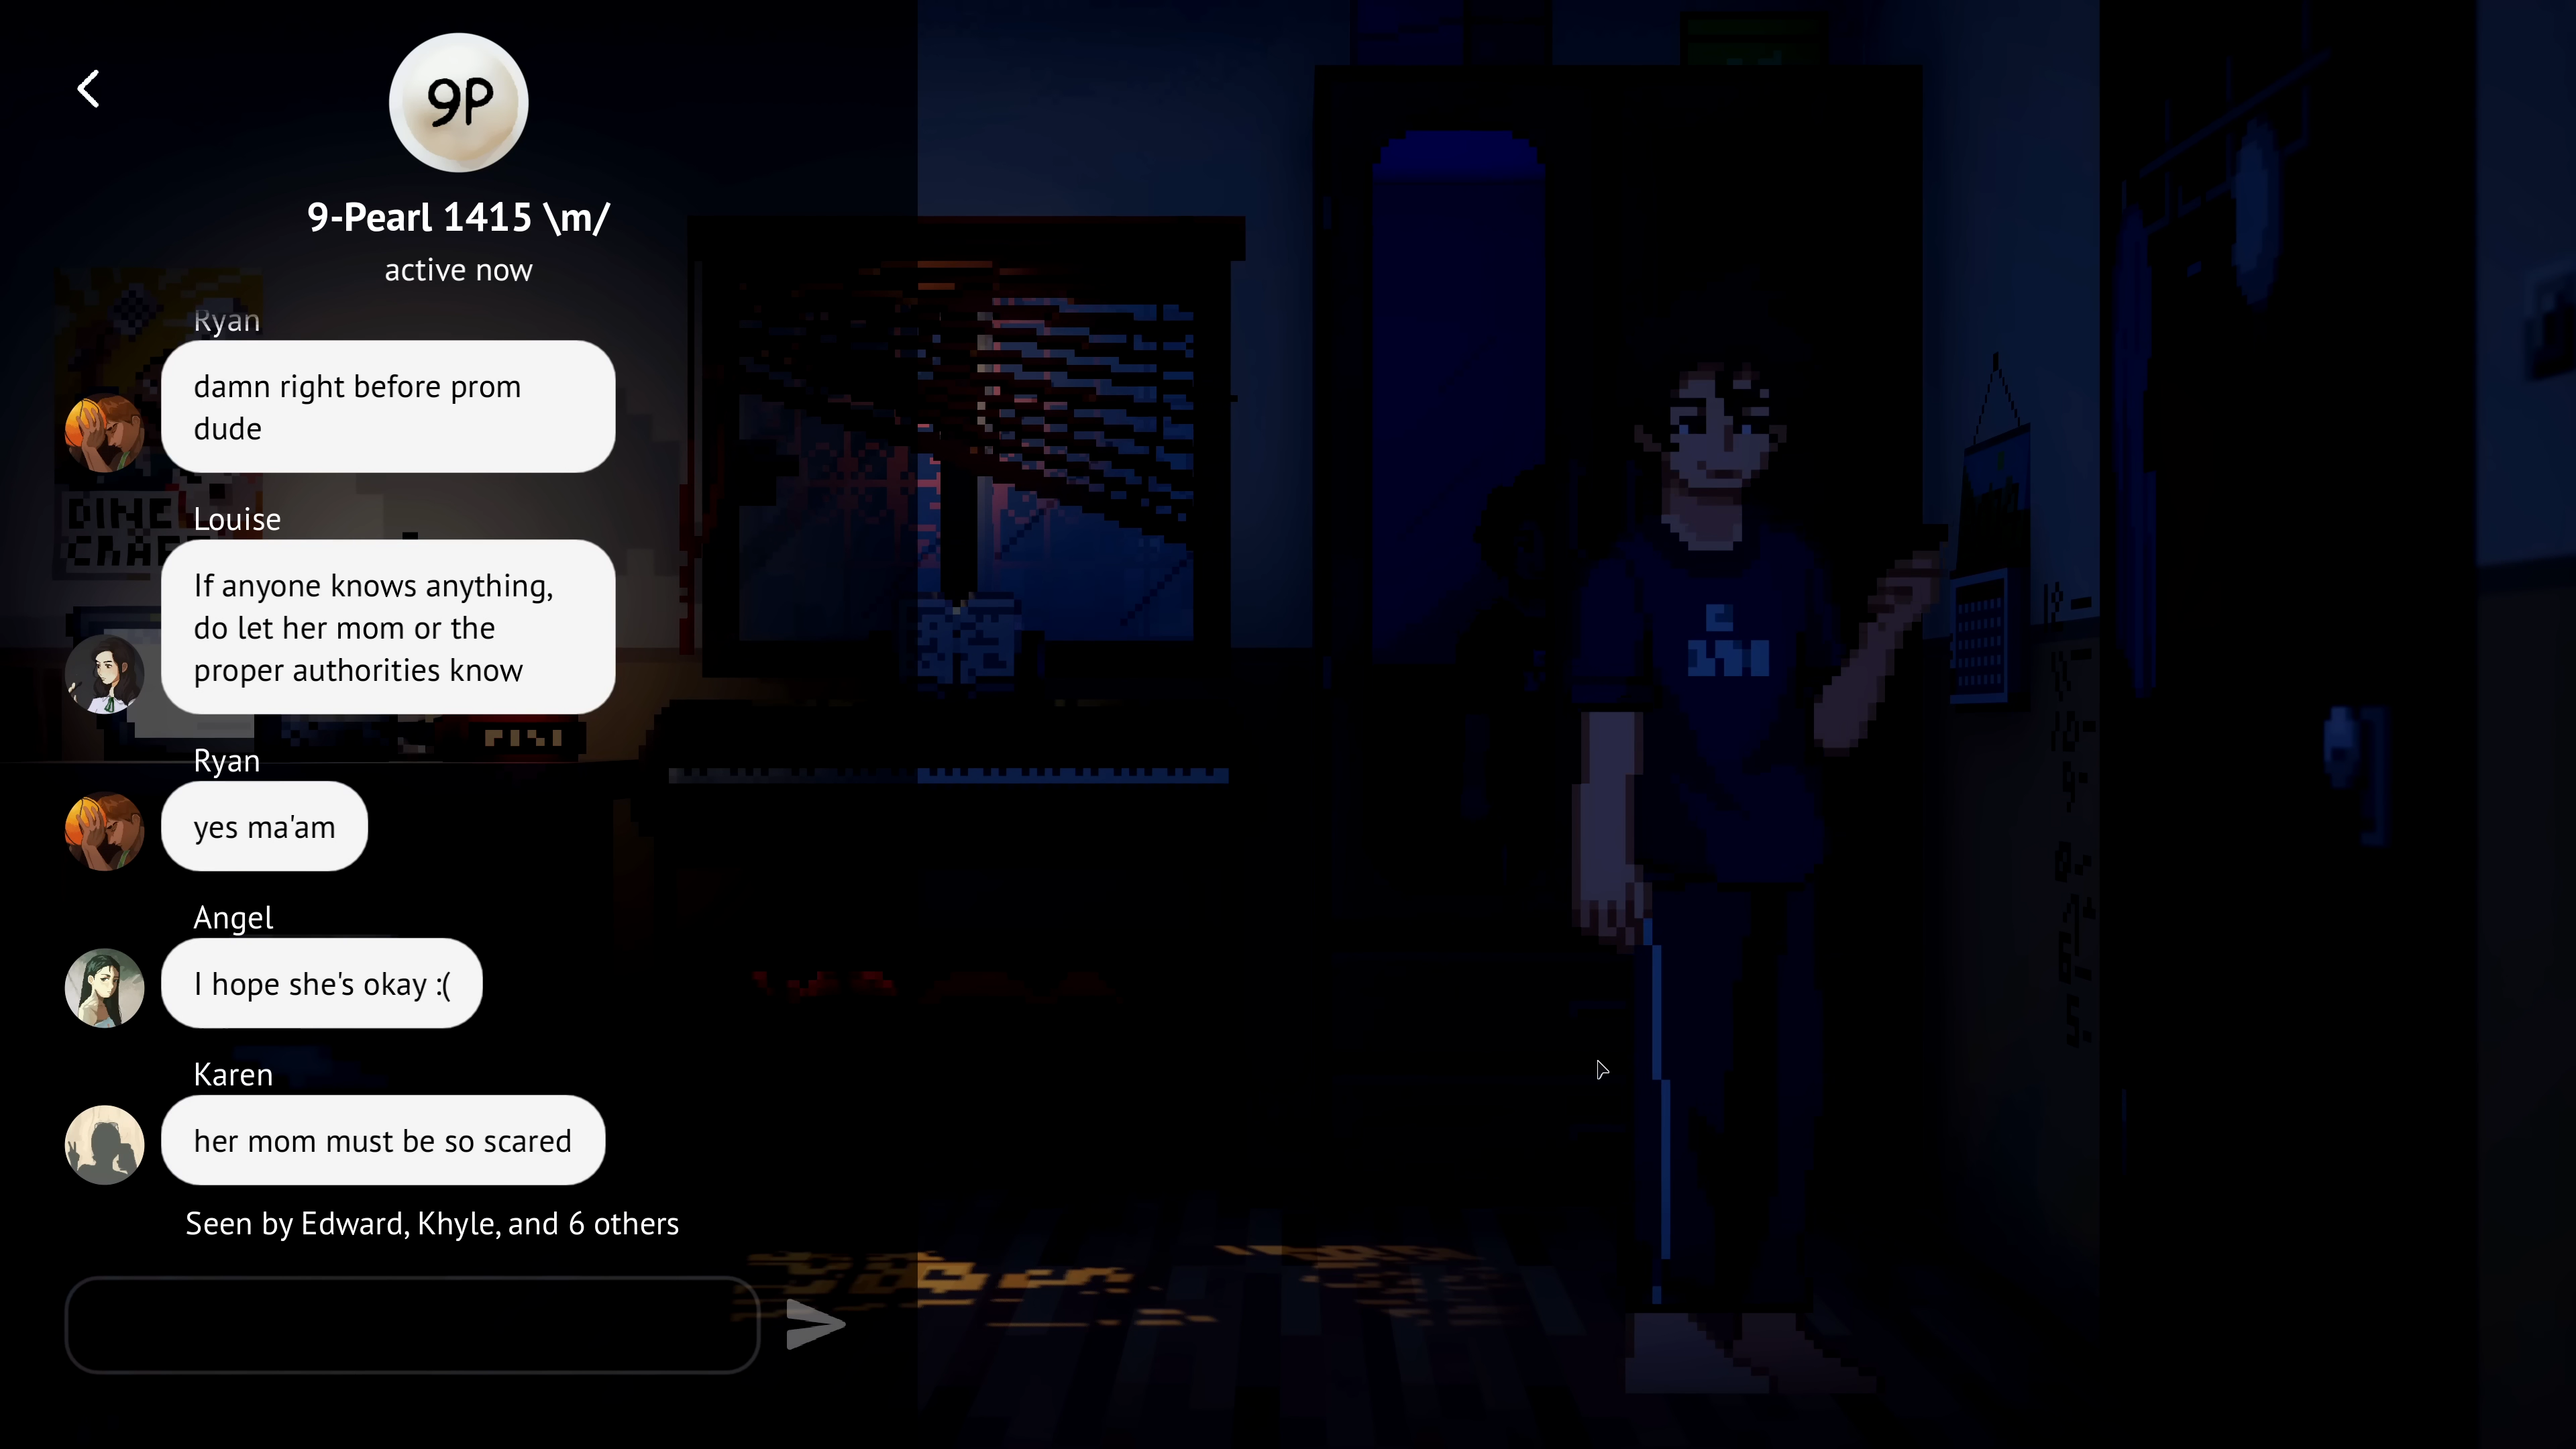 9P
9-Pearl 1415 \m/
active now
Ryan
damn right before prom
dude
Louise
If anyone knows anything,
do let her mom or the
proper authorities know
Ryan
yes ma'am
Angel
I hope she's okay :(
Karen
her mom must be so scared
Seen by Edward, Khyle, and 6 others